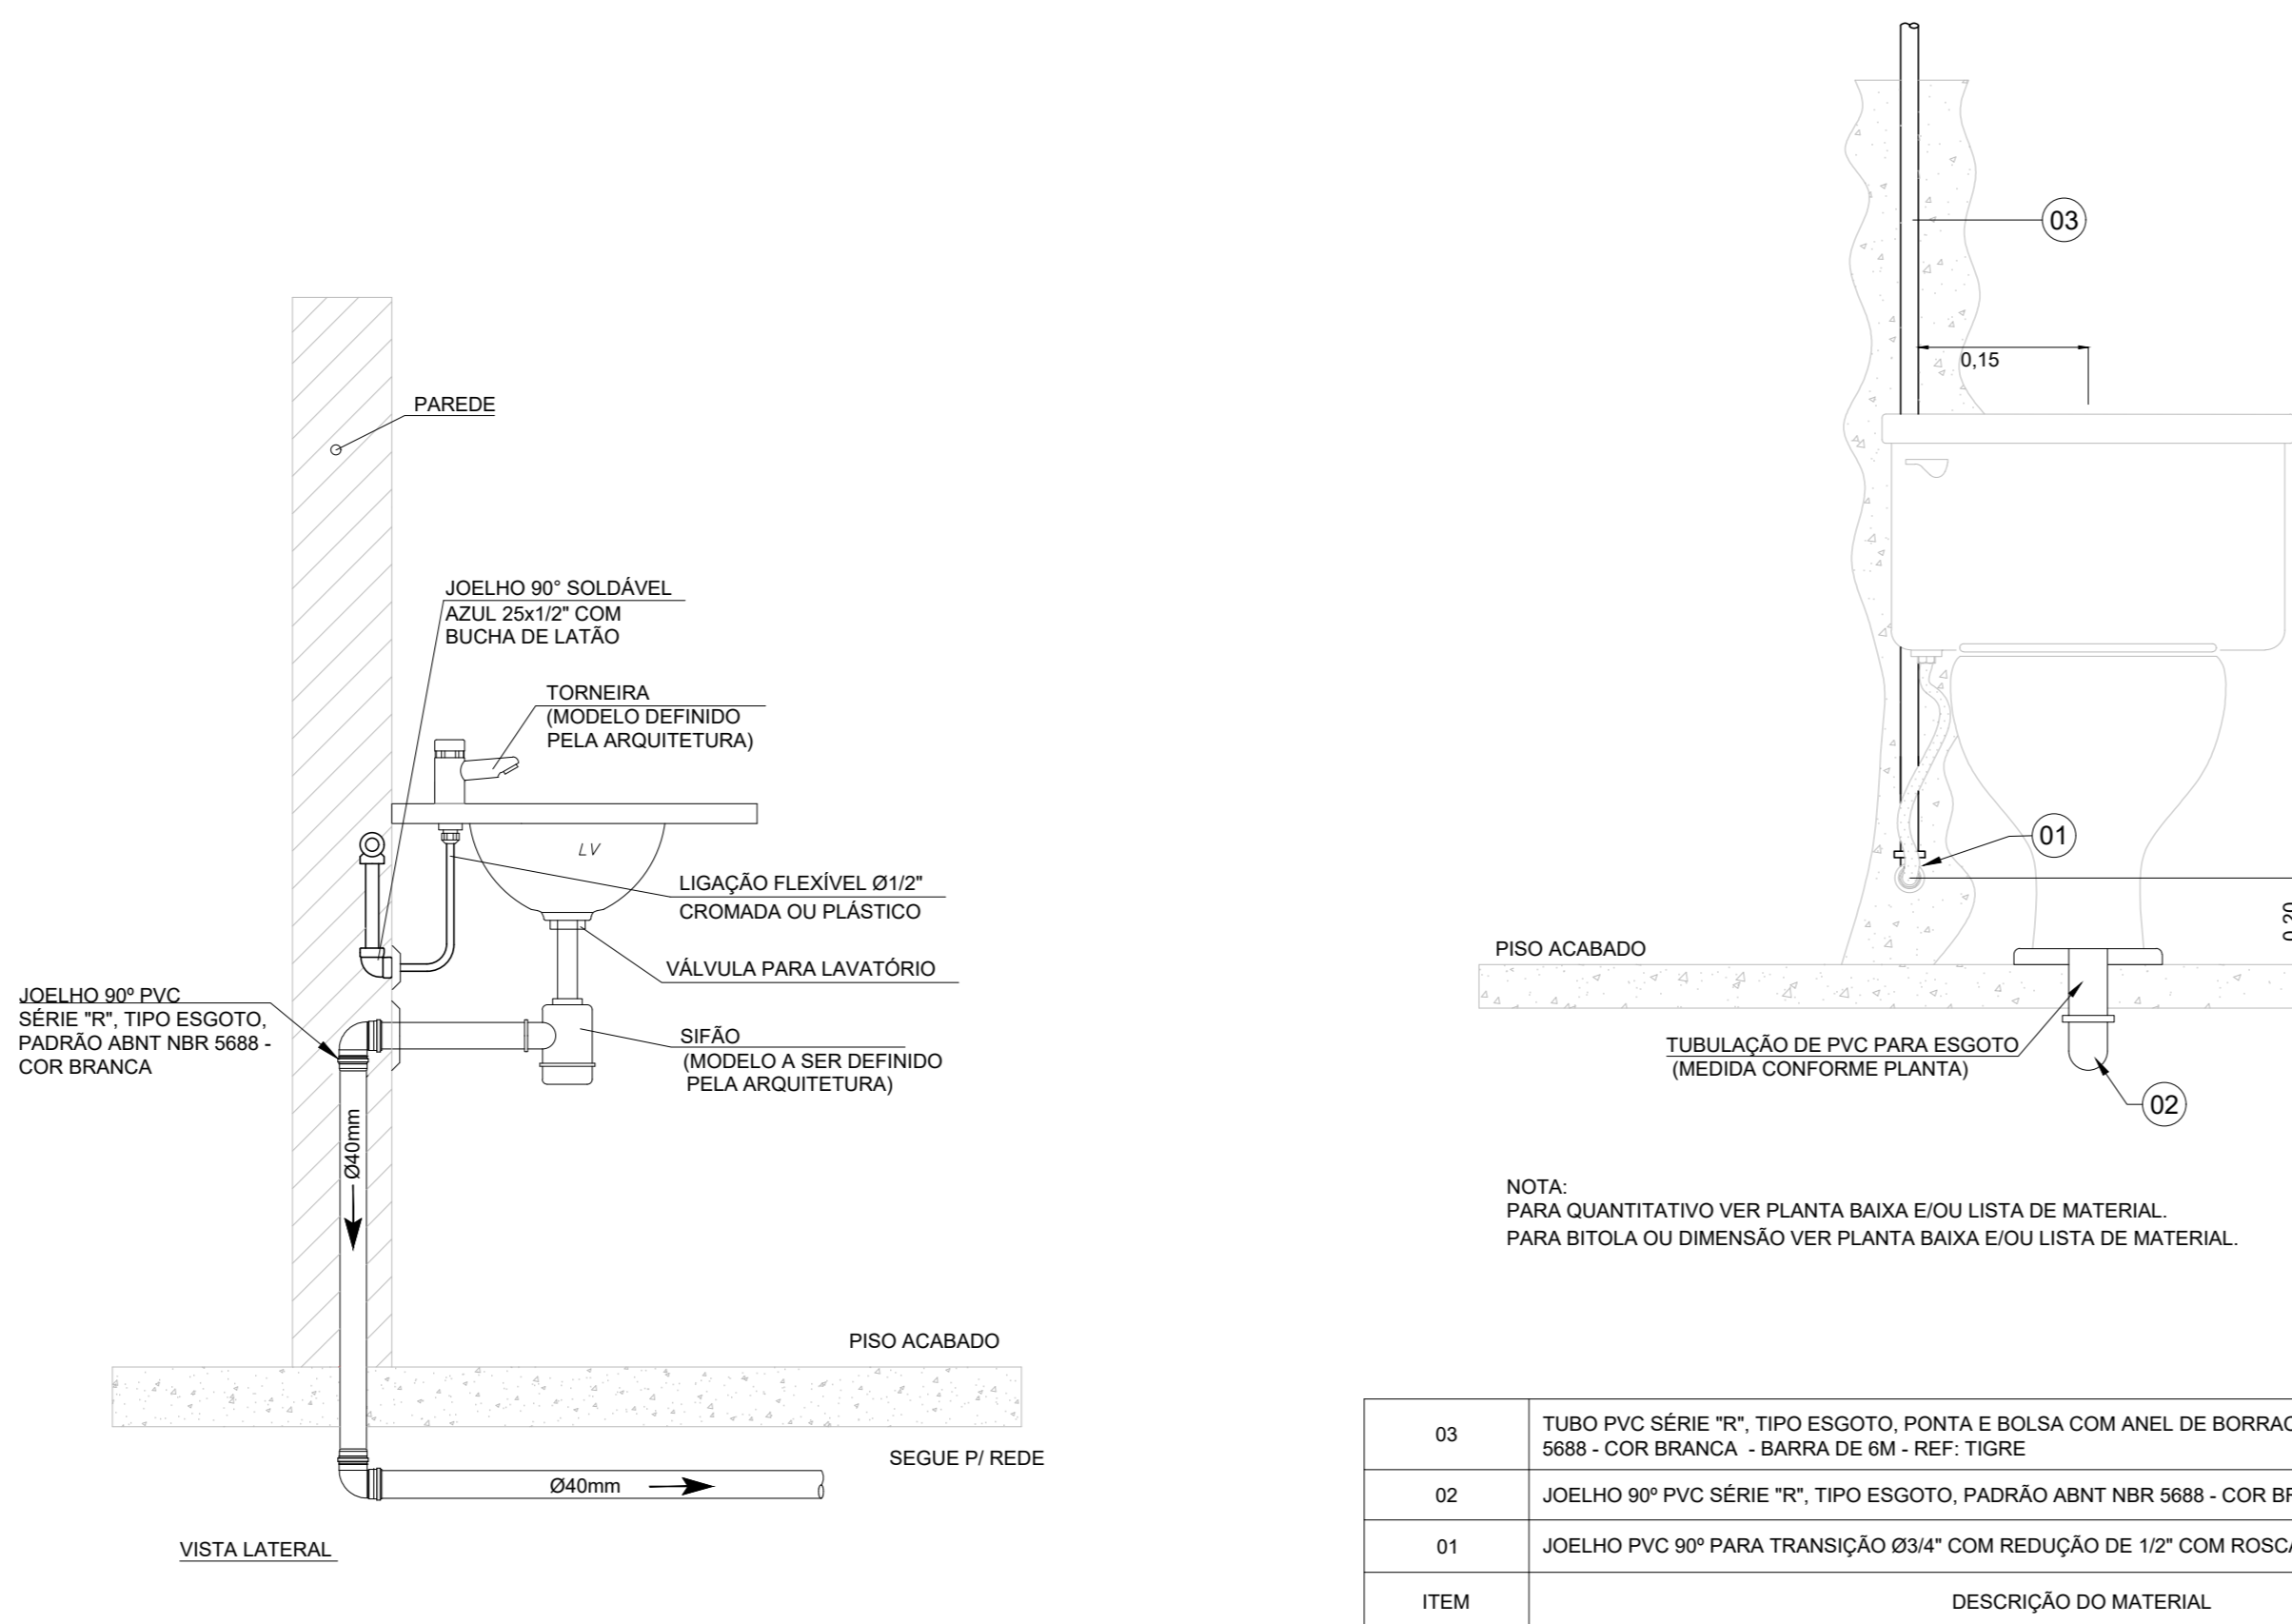 PAREDE
JOELHO 90° SOLDÁVEL
AZUL 25x1/2" COM
BUCHA DE LATÃO
TORNEIRA
(MODELO DEFINIDO
PELA ARQUITETURA)
LV
LIGAÇÃO FLEXÍVEL Ø1/2"
CROMADA OU PLÁSTICO
VÁLVULA PARA LAVATÓRIO
JOELHO 90º PVC
SÉRIE "R", TIPO ESGOTO,
PADRÃO ABNT NBR 5688 -
COR BRANCA
SIFÃO
(MODELO A SER DEFINIDO
PELA ARQUITETURA)
Ø40mm
PISO ACABADO
SEGUE P/ REDE
Ø40mm
VISTA LATERAL
03
0,15
01
0,20
PISO ACABADO
TUBULAÇÃO DE PVC PARA ESGOTO
(MEDIDA CONFORME PLANTA)
02
NOTA:
PARA QUANTITATIVO VER PLANTA BAIXA E/OU LISTA DE MATERIAL.
PARA BITOLA OU DIMENSÃO VER PLANTA BAIXA E/OU LISTA DE MATERIAL.
03 TUBO PVC SÉRIE "R", TIPO ESGOTO, PONTA E BOLSA COM ANEL DE
5688 - COR BRANCA - BARRA DE 6M - REF: TIGRE
02 JOELHO 90º PVC SÉRIE "R", TIPO ESGOTO, PADRÃO ABNT NBR 5688 - COR
01 JOELHO PVC 90º PARA TRANSIÇÃO Ø3/4" COM REDUÇÃO DE 1/2" COM
ITEM DESCRIÇÃO DO MATERIAL